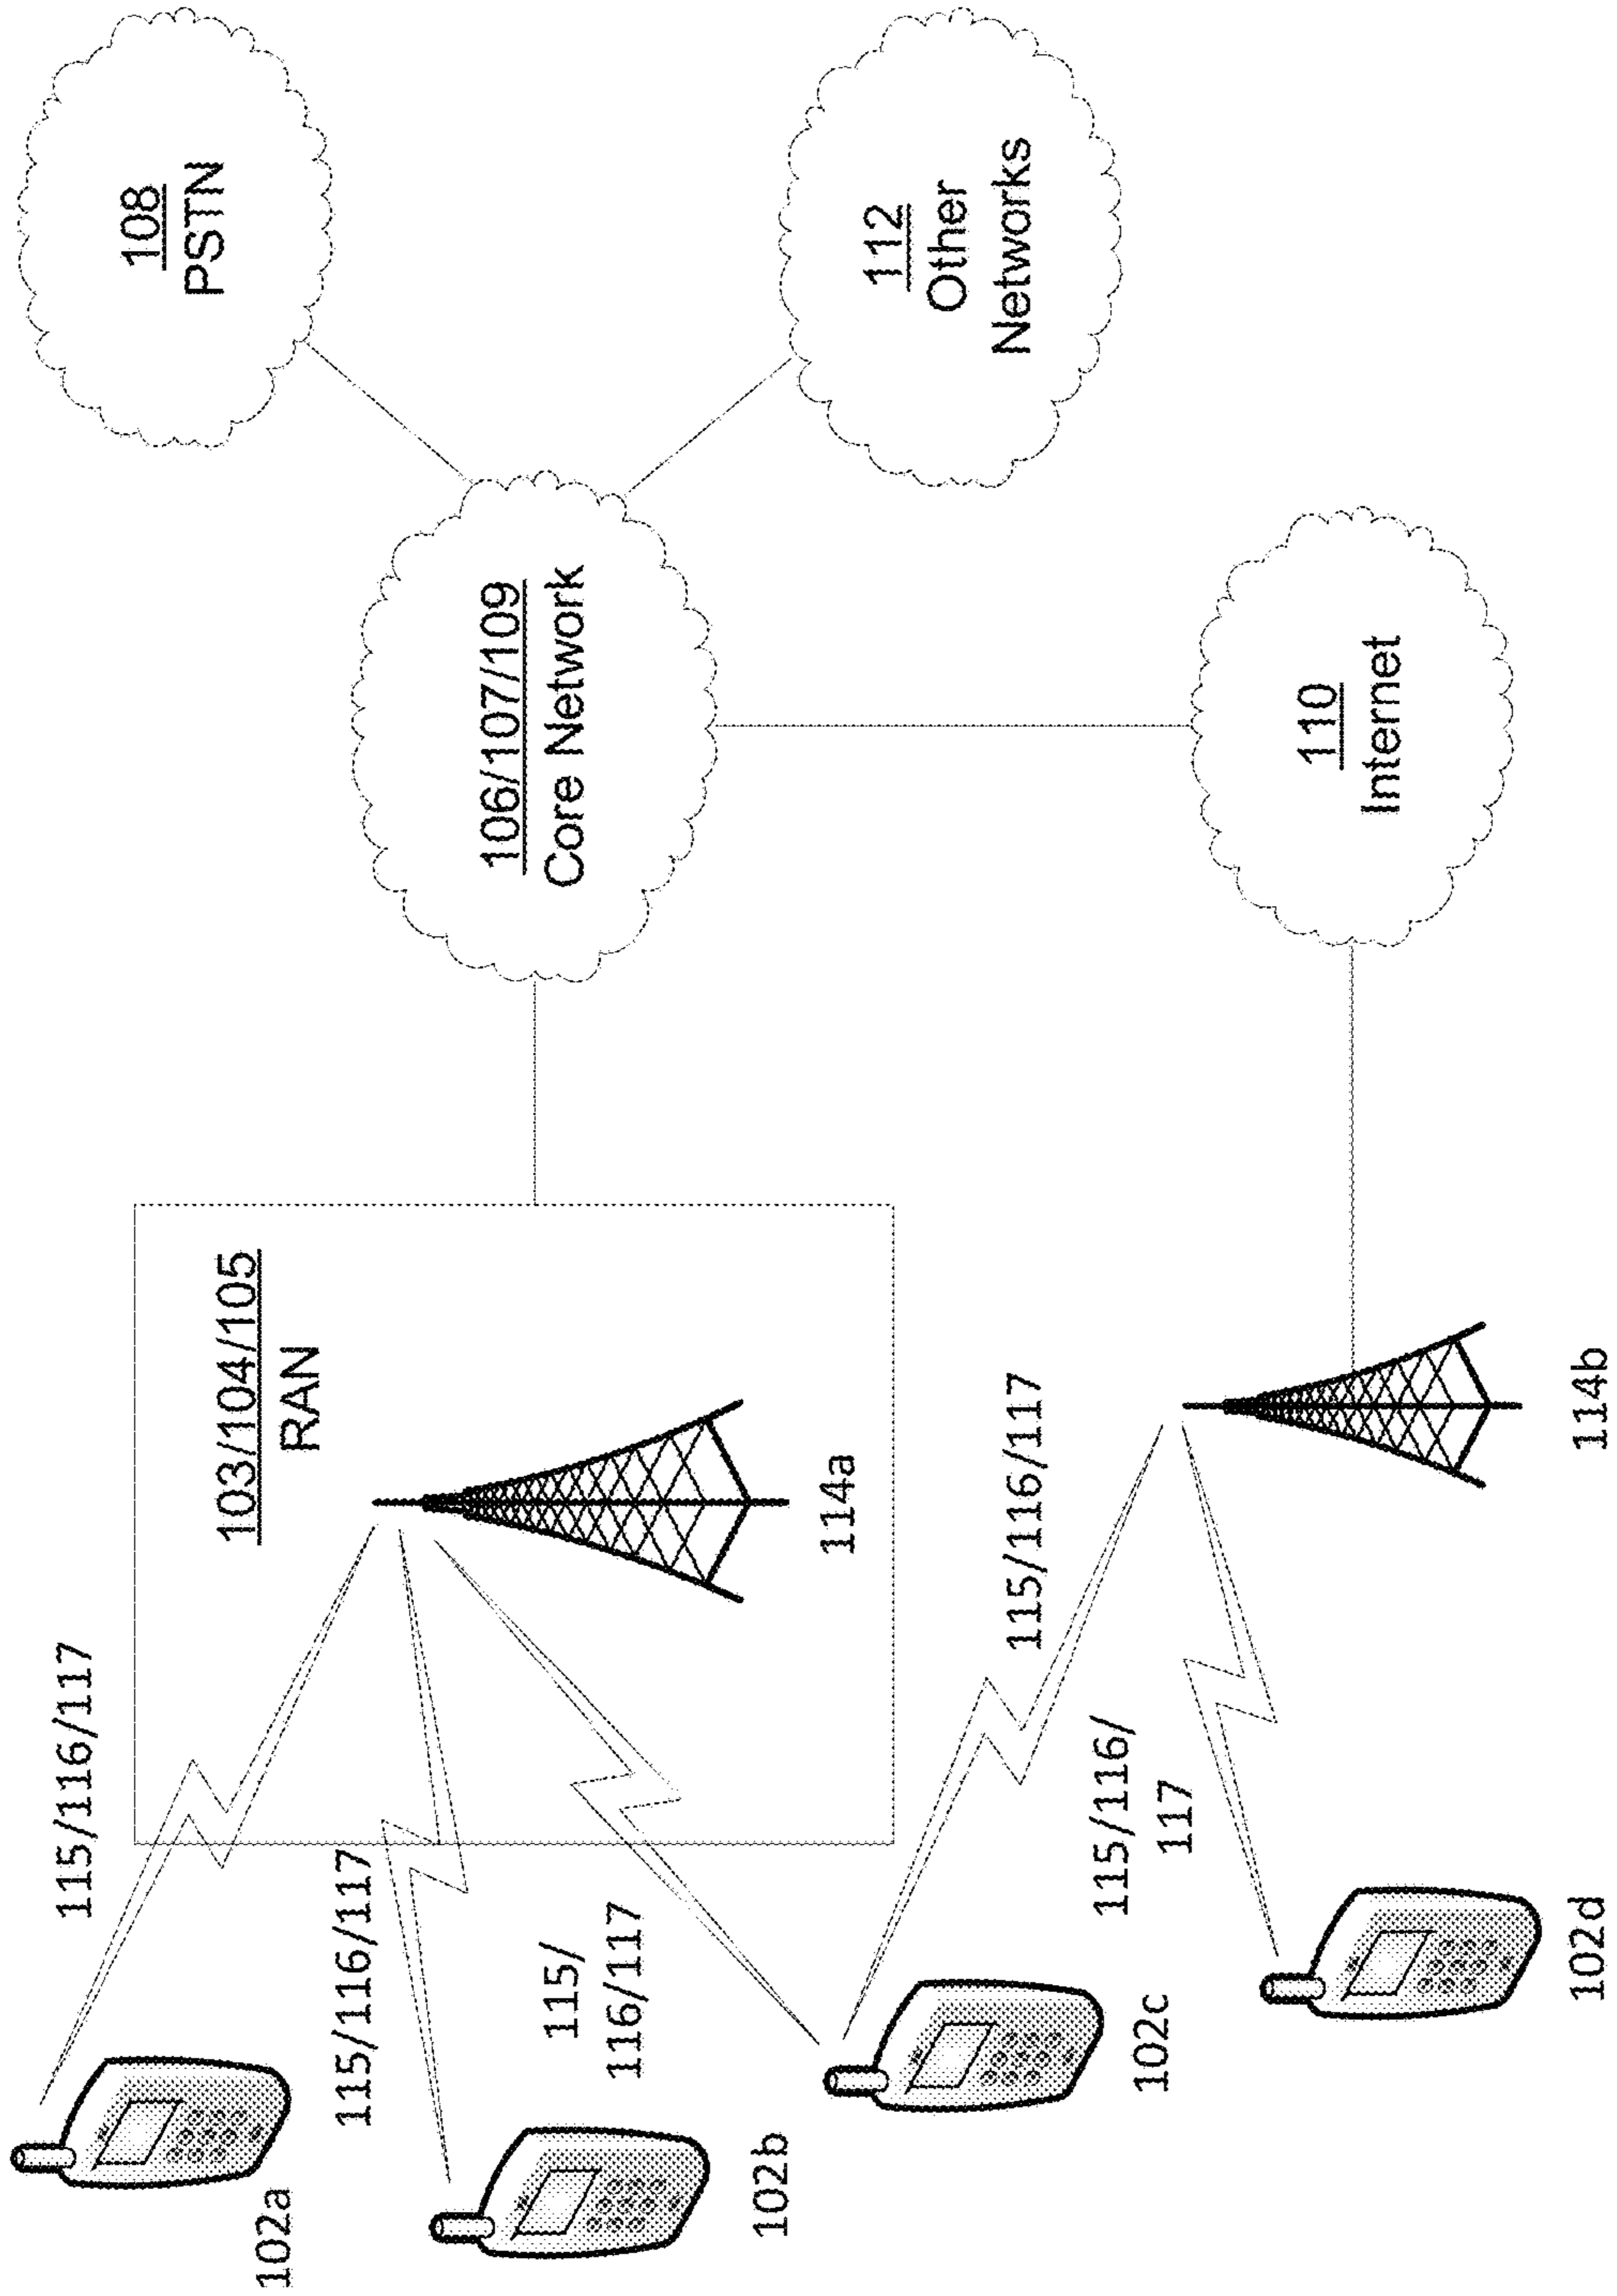 102a
115/116/117
103/104/105
RAN
108
PSTN
115/116/117
106/107/109
Core Network
102b
115/
116/117
114a
112
Other
Networks
102c
115/116/117
115/116/
117
110
Internet
102d
114b